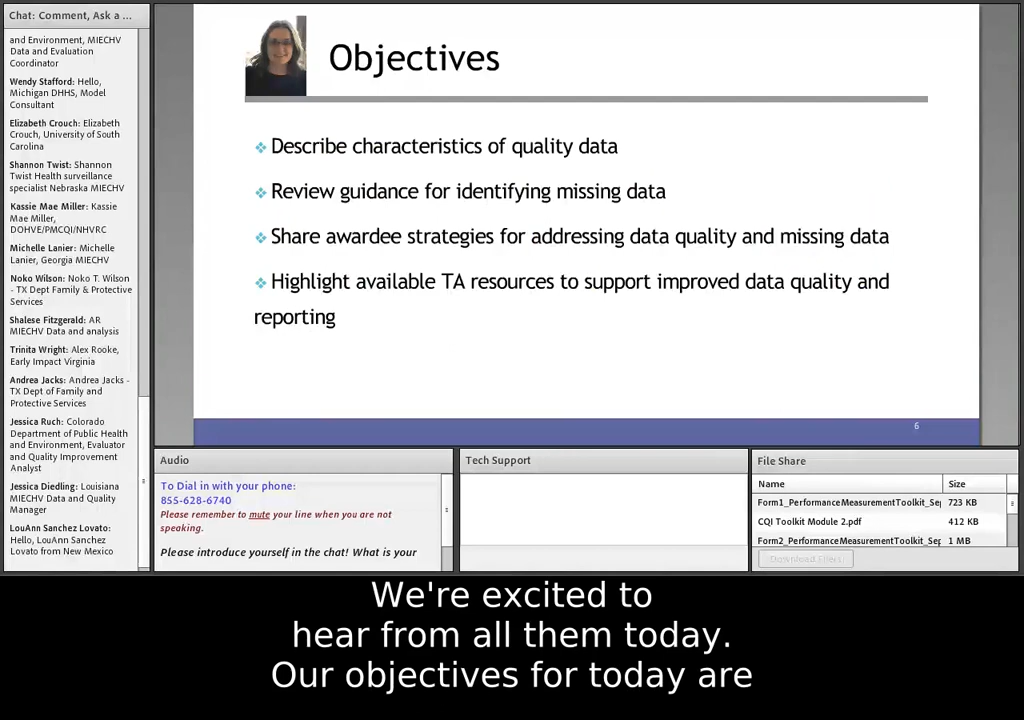 Chat: Comment, Ask a ...
and Environment, MIECHV
Data and Evaluation
Coordinator
Wendy Stafford: Hello,
Michigan DHHS, Model
Consultant
Elizabeth Crouch: Elizabeth
Crouch, University of South
Carolina
Shannon Twist: Shannon
Twist Health surveillance
specialist Nebraska MIECHV
Kassie Mae Miller: Kassie
Mae Miller,
DOHVE/PMCQI/NHVRC
Michelle Lanier: Michelle
Lanier, Georgia MIECHV
Noko Wilson: Noko T. Wilson
- TX Dept Family & Protective
Services
Shalese Fitzgerald: AR
MIECHV Data and analysis
Trinita Wright: Alex Rooke,
Early Impact Virginia
Andrea Jacks: Andrea Jacks -
TX Dept of Family and
Protective Services
Jessica Ruch: Colorado
Department of Public Health
and Environment, Evaluator
and Quality Improvement
Analyst
Jessica Diedling: Louisiana
MIECHV Data and Quality
Manager
LouAnn Sanchez Lovato:
Hello, LouAnn Sanchez
Lovato from New Mexico
Objectives
❖ Describe characteristics of quality data
❖ Review guidance for identifying missing data
❖ Share awardee strategies for addressing data quality and missing data
❖ Highlight available TA resources to support improved data quality and
reporting
6
Audio
To Dial in with your phone:
855-628-6740
Please remember to mute your line when you are not
speaking.
Please introduce yourself in the chat! What is your
Tech Support
File Share
Name Size
Form1_PerformanceMeasurementToolkit_Sep 723 KB
CQI Toolkit Module 2.pdf 412 KB
Form2_PerformanceMeasurementToolkit_Sep 1 MB
Download File(s)
We're excited to
hear from all them today.
Our objectives for today are